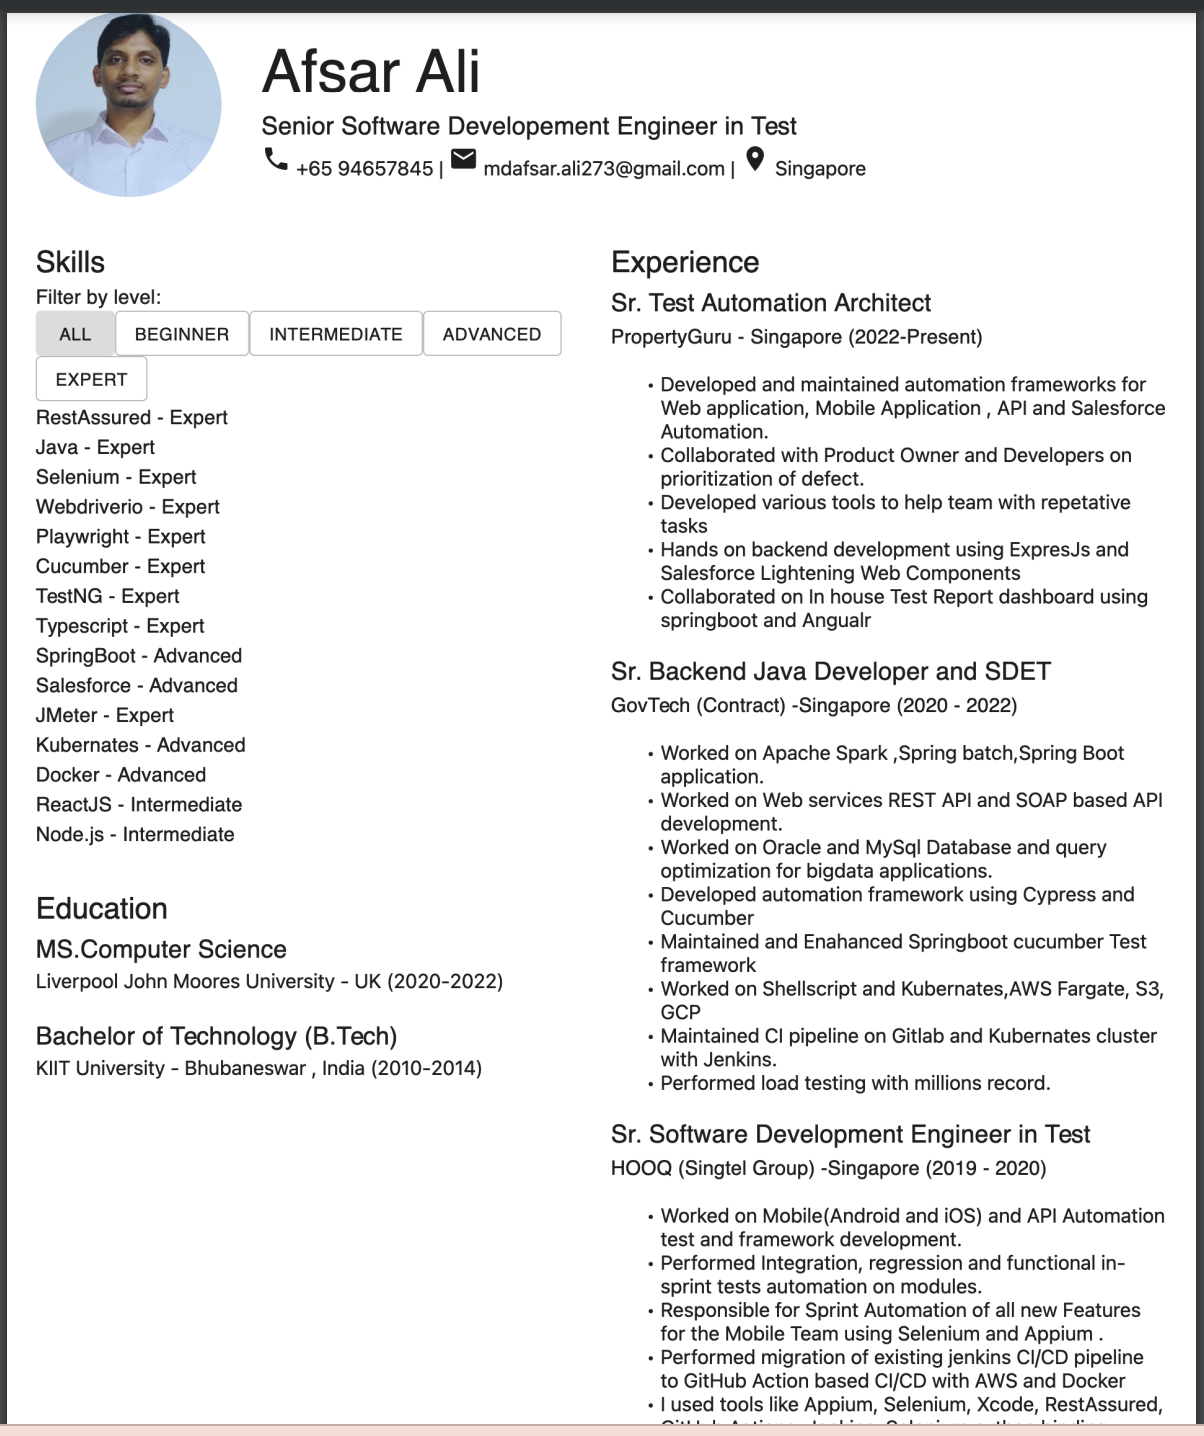 Afsar Ali
Senior Software Developement Engineer in Test
+65 94657845 | mdafsar.ali273@gmail.com | Singapore
Skills
Filter by level:
ALL BEGINNER INTERMEDIATE ADVANCED
EXPERT
RestAssured - Expert
Java - Expert
Selenium - Expert
Webdriverio - Expert
Playwright - Expert
Cucumber - Expert
TestNG - Expert
Typescript - Expert
SpringBoot - Advanced
Salesforce - Advanced
JMeter - Expert
Kubernates - Advanced
Docker - Advanced
ReactJS - Intermediate
Node.js - Intermediate
Education
MS.Computer Science
Liverpool John Moores University - UK (2020-2022)
Bachelor of Technology (B.Tech)
KIIT University - Bhubaneswar , India (2010-2014)
Experience
Sr. Test Automation Architect
PropertyGuru - Singapore (2022-Present)
• Developed and maintained automation frameworks for
Web application, Mobile Application , API and Salesforce
Automation.
• Collaborated with Product Owner and Developers on
prioritization of defect.
• Developed various tools to help team with repetative
tasks
• Hands on backend development using ExpresJs and
Salesforce Lightening Web Components
• Collaborated on In house Test Report dashboard using
springboot and Angualr
Sr. Backend Java Developer and SDET
GovTech (Contract) -Singapore (2020 - 2022)
• Worked on Apache Spark ,Spring batch,Spring Boot
application.
• Worked on Web services REST API and SOAP based API
development.
• Worked on Oracle and MySql Database and query
optimization for bigdata applications.
• Developed automation framework using Cypress and
Cucumber
• Maintained and Enahanced Springboot cucumber Test
framework
• Worked on Shellscript and Kubernates,AWS Fargate, S3,
GCP
• Maintained CI pipeline on Gitlab and Kubernates cluster
with Jenkins.
• Performed load testing with millions record.
Sr. Software Development Engineer in Test
HOOQ (Singtel Group) -Singapore (2019 - 2020)
• Worked on Mobile(Android and iOS) and API Automation
test and framework development.
• Performed Integration, regression and functional in-
sprint tests automation on modules.
• Responsible for Sprint Automation of all new Features
for the Mobile Team using Selenium and Appium .
• Performed migration of existing jenkins CI/CD pipeline
to GitHub Action based CI/CD with AWS and Docker
• I used tools like Appium, Selenium, Xcode, RestAssured,